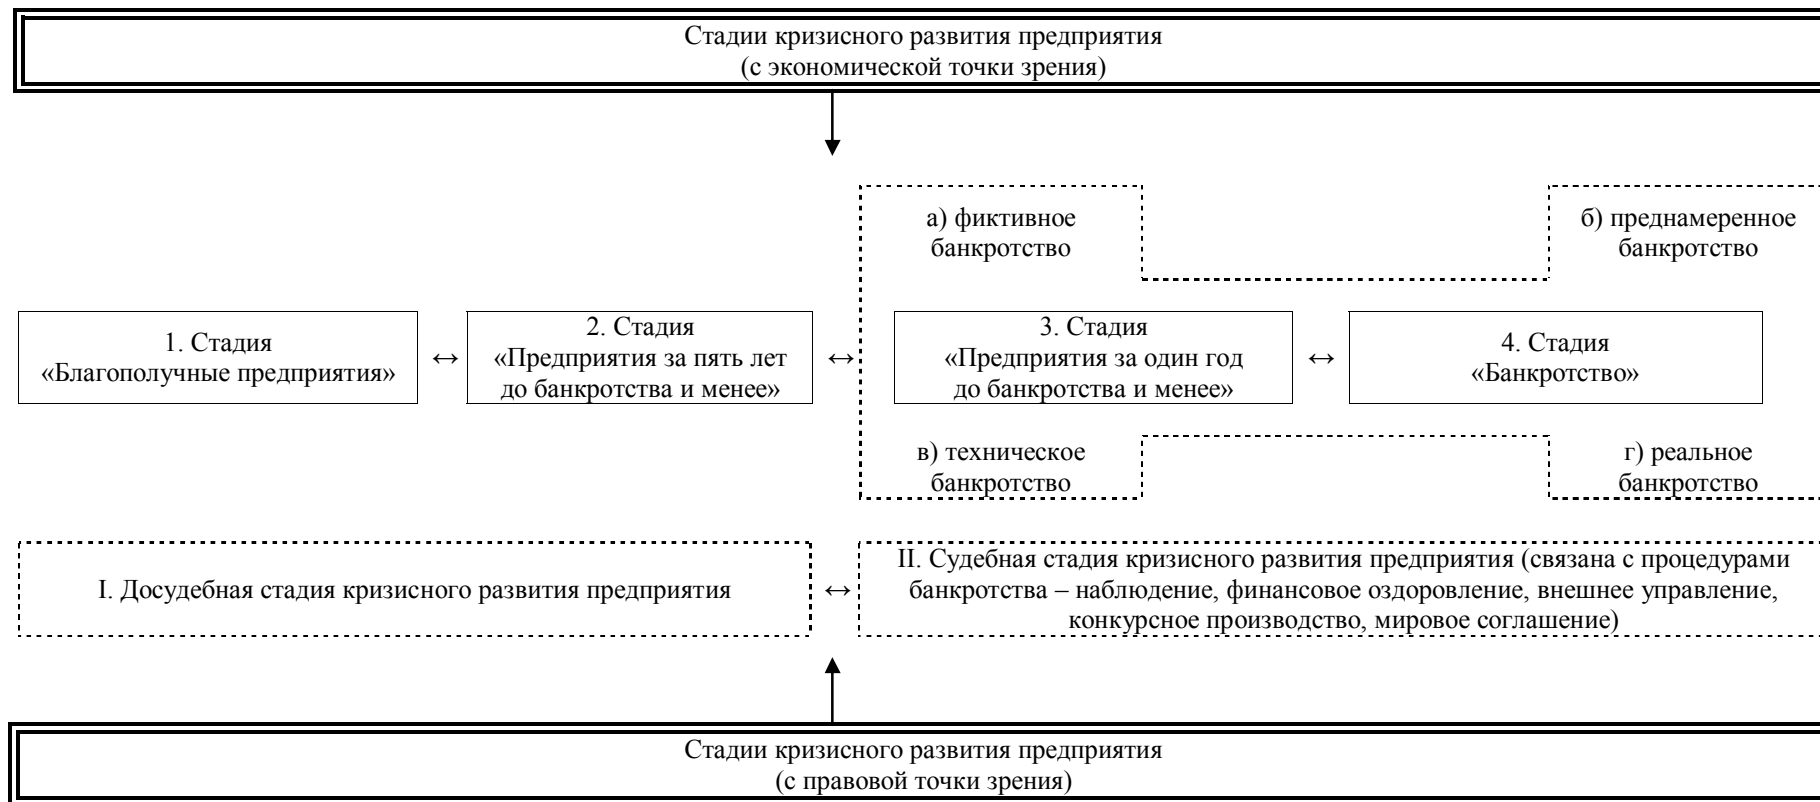 Стадии кризисного развития предприятия
(с экономической точки зрения)
а) фиктивное
банкротство
б) преднамеренное
банкротство
1. Стадия
«Благополучные предприятия»
↔
2. Стадия
«Предприятия за пять лет
до банкротства и менее»
↔
3. Стадия
«Предприятия за один год
до банкротства и менее»
↔
4. Стадия
«Банкротство»
в) техническое
банкротство
г) реальное
банкротство
I. Досудебная стадия кризисного развития предприятия
↔
II. Судебная стадия кризисного развития предприятия (связана с процедурами
банкротства – наблюдение, финансовое оздоровление, внешнее управление,
конкурсное производство, мировое соглашение)
Стадии кризисного развития предприятия
(с правовой точки зрения)